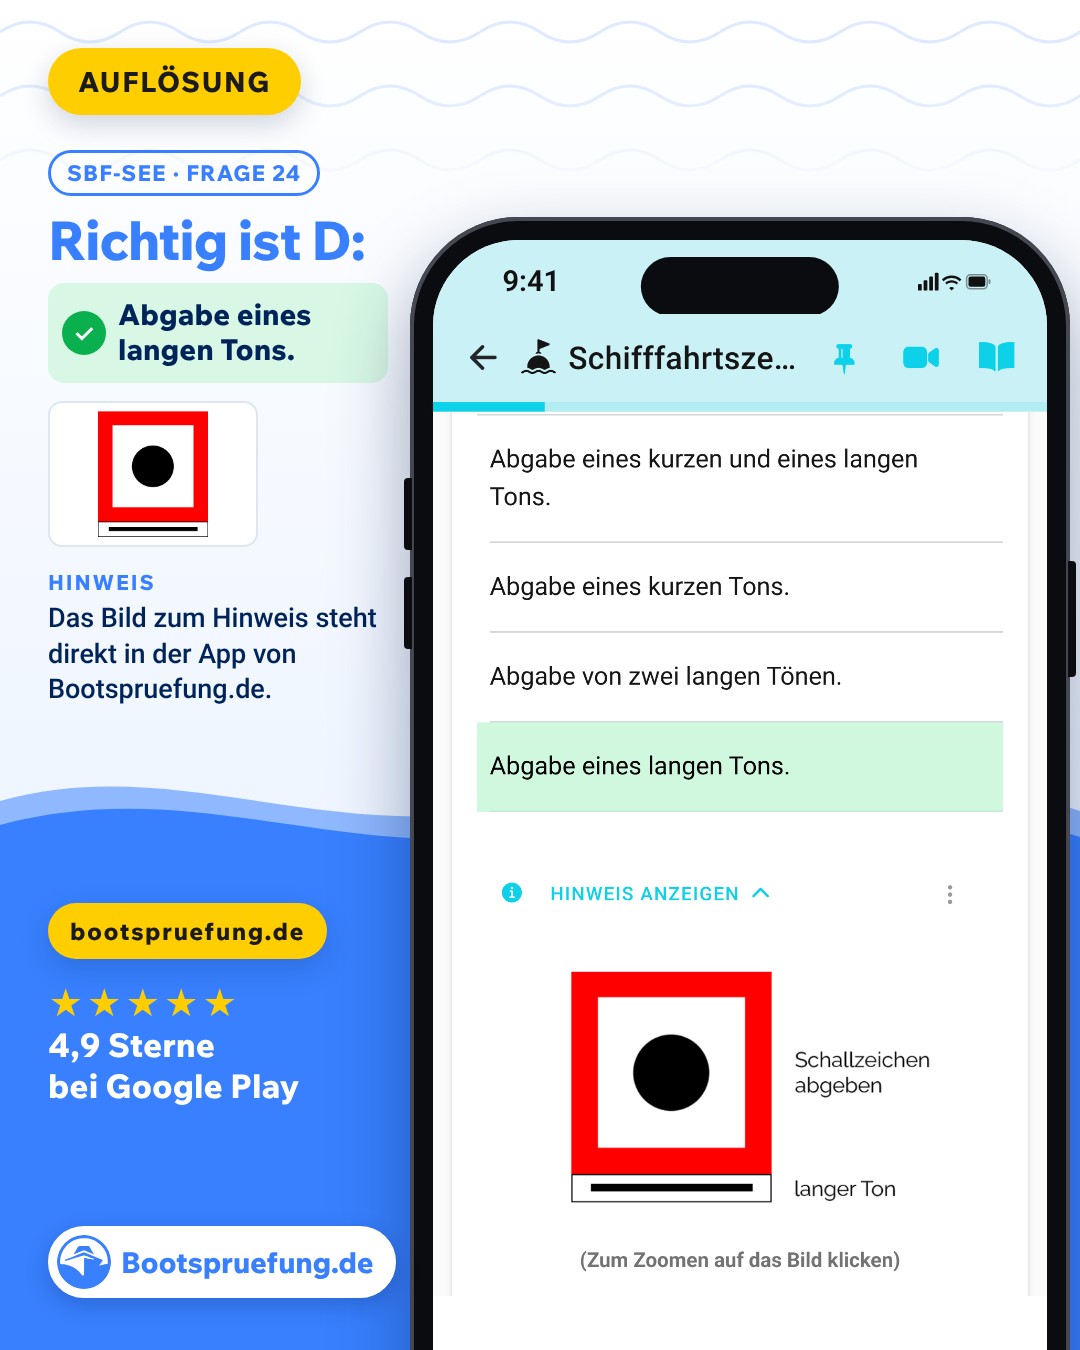 AUFLÖSUNG
SBF-SEE · FRAGE 24
Richtig ist D:
Abgabe eines
langen Tons.
HINWEIS
Das Bild zum Hinweis steht
direkt in der App von
Bootspruefung.de.
bootspruefung.de
★★★★★
4,9 Sterne
bei Google Play
Bootspruefung.de
9:41
Schifffahrtsze...
Abgabe eines kurzen und eines langen
Tons.
Abgabe eines kurzen Tons.
Abgabe von zwei langen Tönen.
Abgabe eines langen Tons.
HINWEIS ANZEIGEN
Schallzeichen
abgeben
langer Ton
(Zum Zoomen auf das Bild klicken)